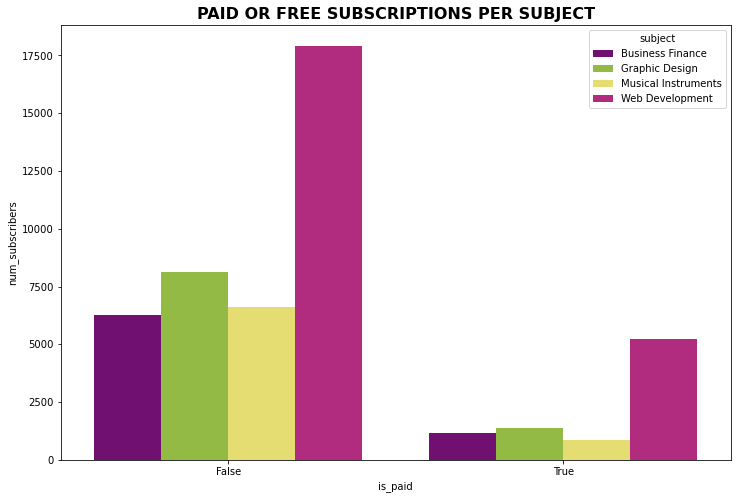 PAID OR FREE SUBSCRIPTIONS PER SUBJECT
subject
Business Finance
Graphic Design
Musical Instruments
Web Development
num_subscribers
17500
15000
12500
10000
7500
5000
2500
0
False
True
is_paid